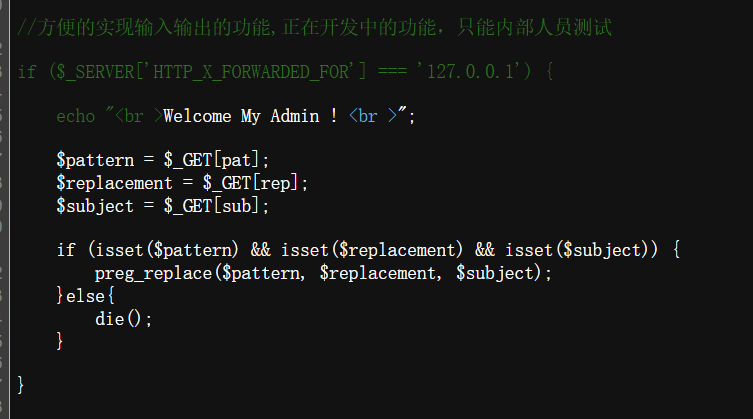 //方便的实现输入输出的功能,正在开发中的功能，只能内部人员测试
if ($_SERVER['HTTP_X_FORWARDED_FOR'] === '127.0.0.1') {
echo "<br >Welcome My Admin ! <br >";
$pattern = $_GET[pat];
$replacement = $_GET[rep];
$subject = $_GET[sub];
if (isset($pattern) && isset($replacement) && isset($subject)) {
preg_replace($pattern, $replacement, $subject);
}else{
die();
}
}